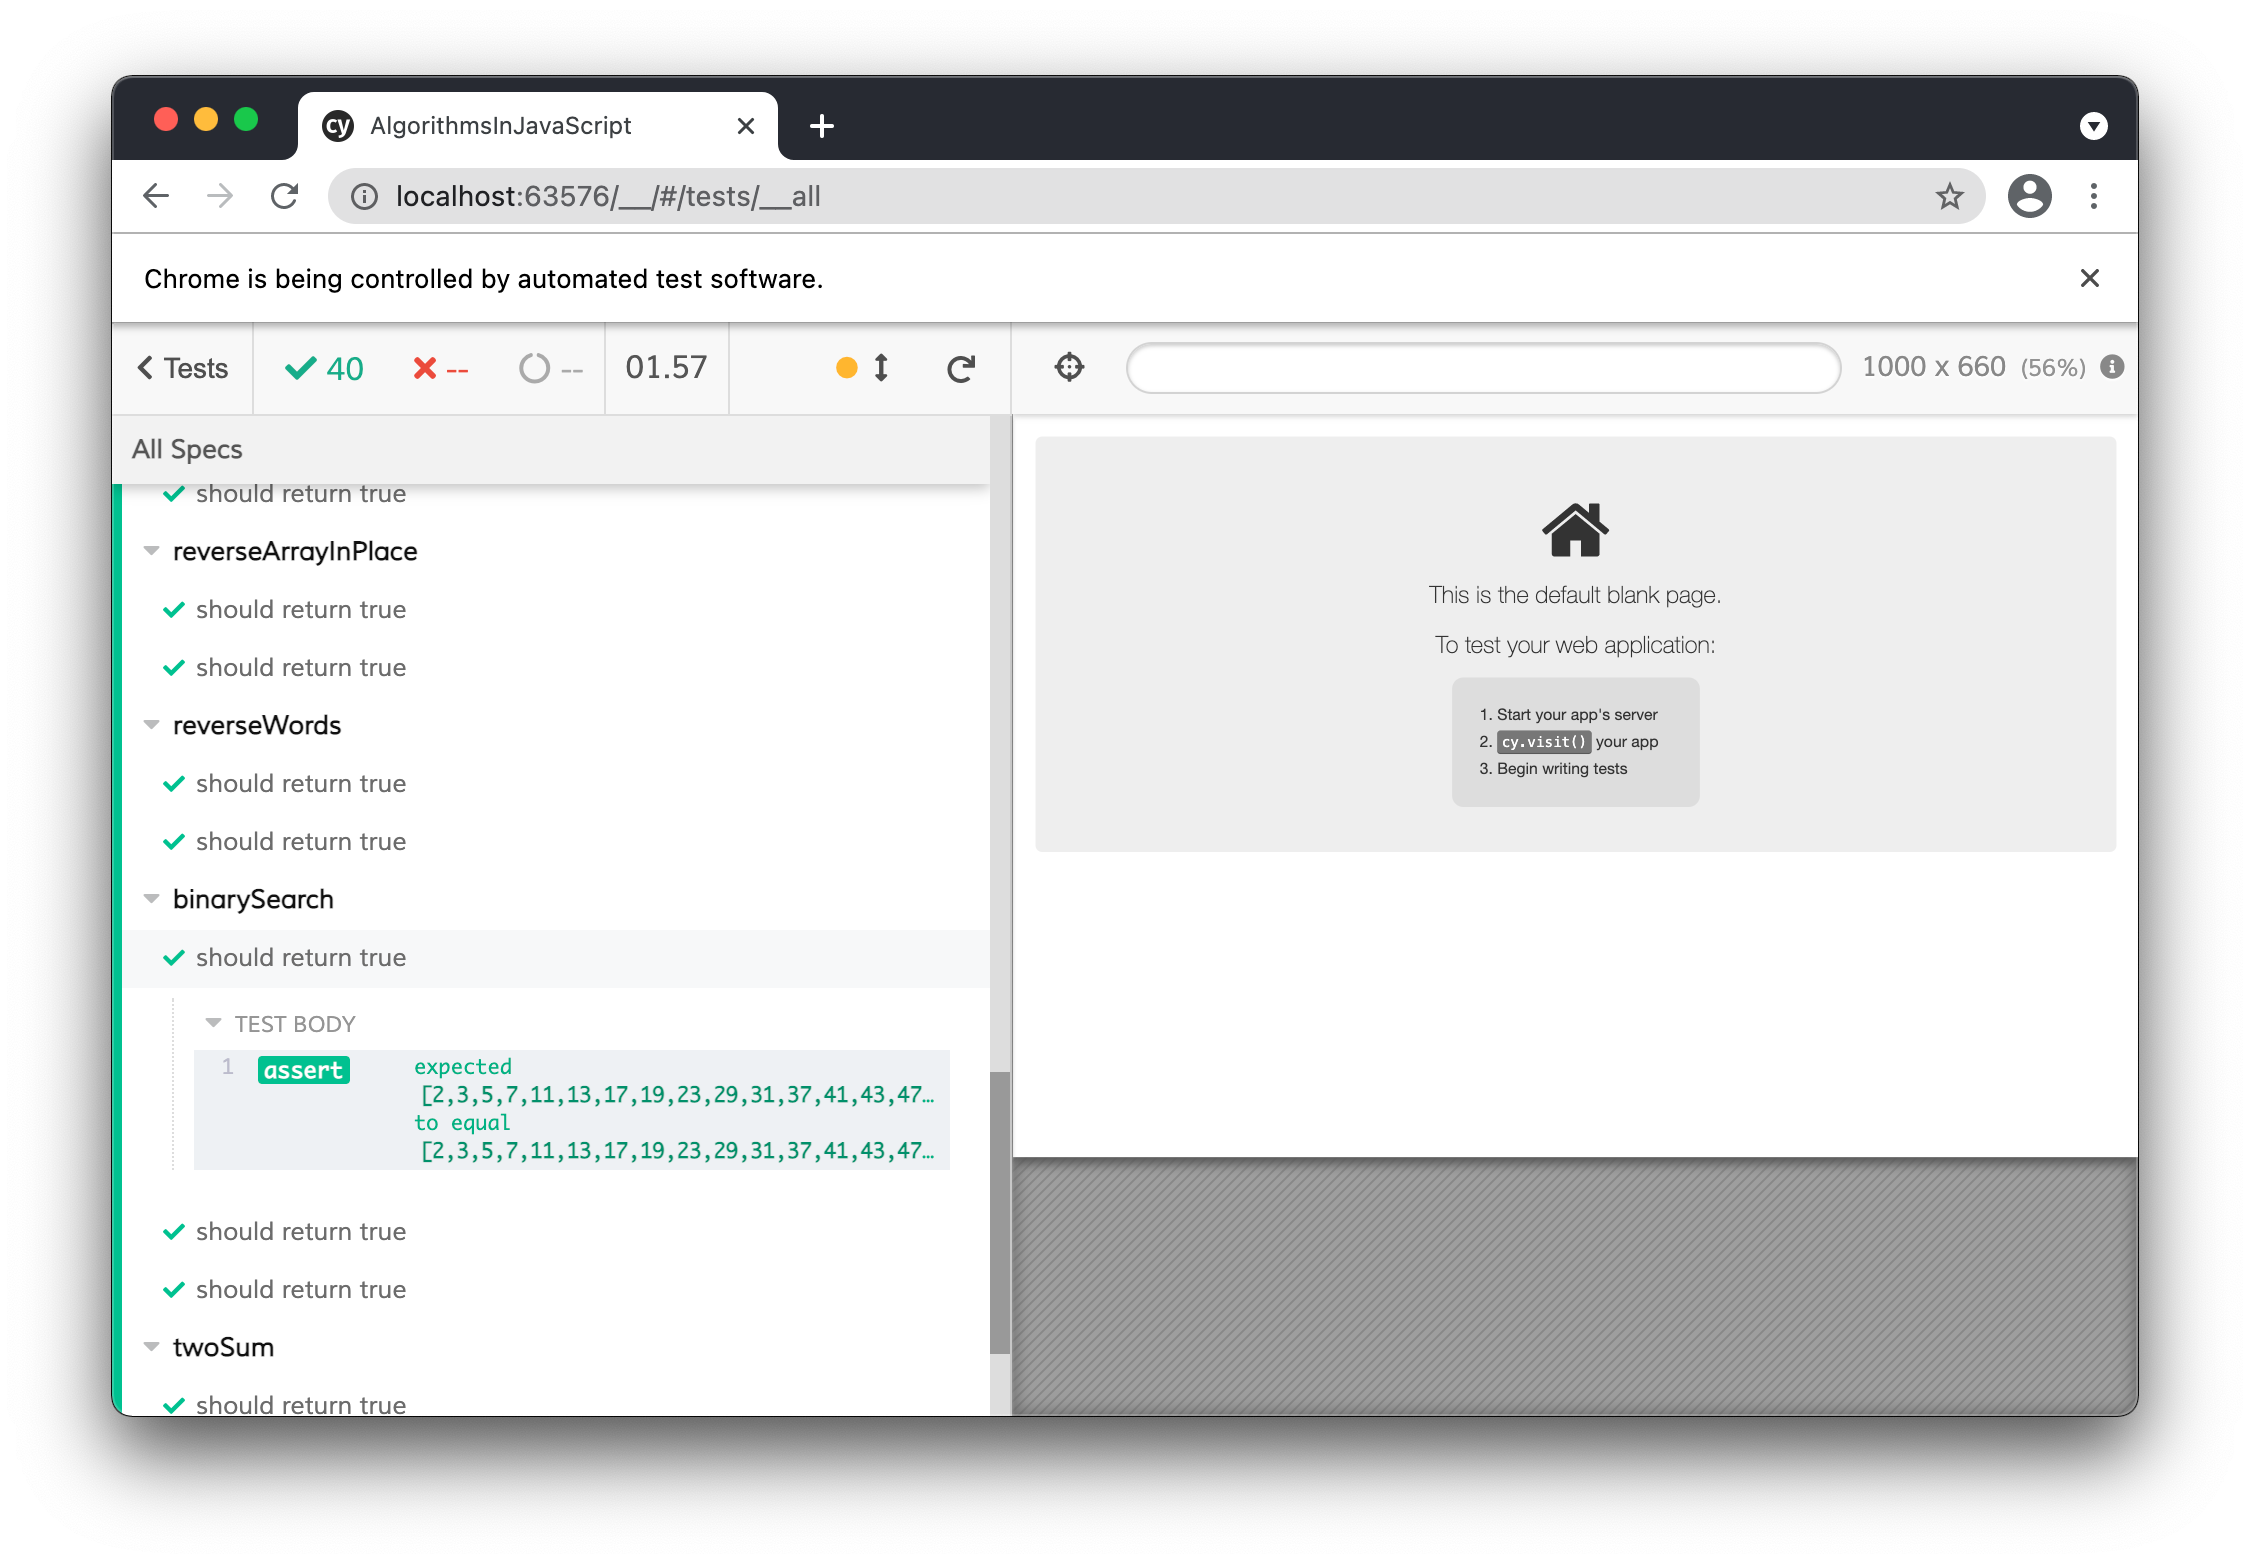 cy AlgorithmsInJavaScript
localhost:63576/__/#/tests/__all
Chrome is being controlled by automated test software.
Tests 40 -- -- 01.57 1000 x 660 (56%)
All Specs
should return true
reverseArrayInPlace
should return true
should return true
reverseWords
should return true
should return true
binarySearch
should return true
TEST BODY
1 assert expected
[2,3,5,7,11,13,17,19,23,29,31,37,41,43,47…
to equal
[2,3,5,7,11,13,17,19,23,29,31,37,41,43,47…
should return true
should return true
twoSum
should return true
This is the default blank page.
To test your web application:
1. Start your app's server
2. cy.visit() your app
3. Begin writing tests